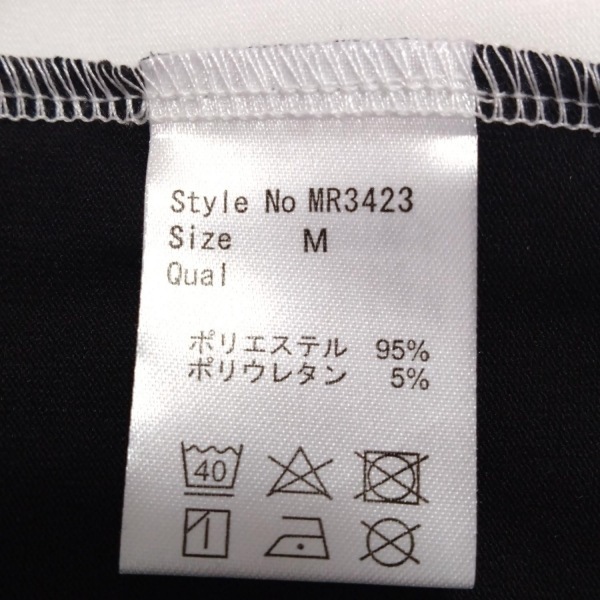 Style No MR3423
Size M
Qual
ポリエステル 95%
ポリウレタン 5%
40